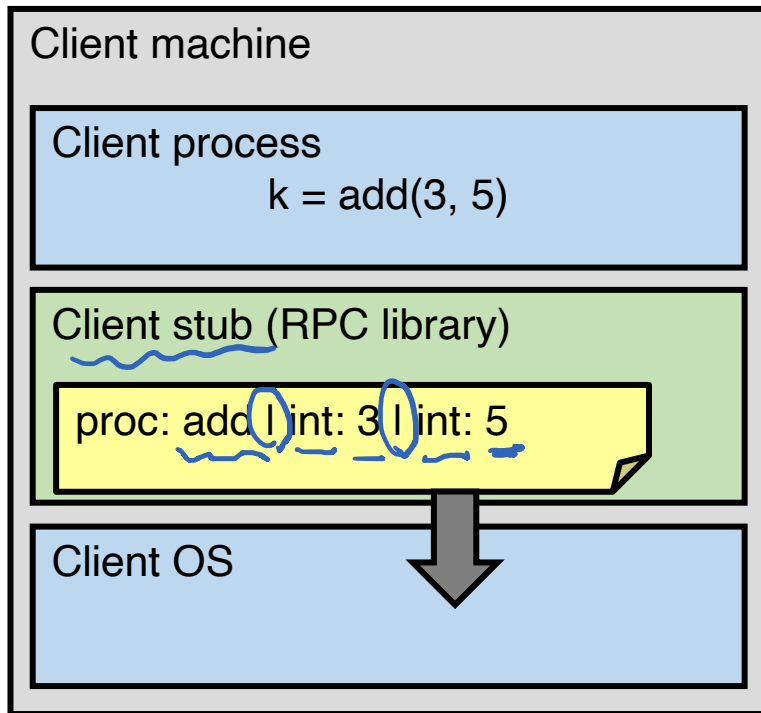 Client machine
Client process
k = add(3, 5)
Client stub (RPC library)
proc: add | int: 3 | int: 5
Client OS